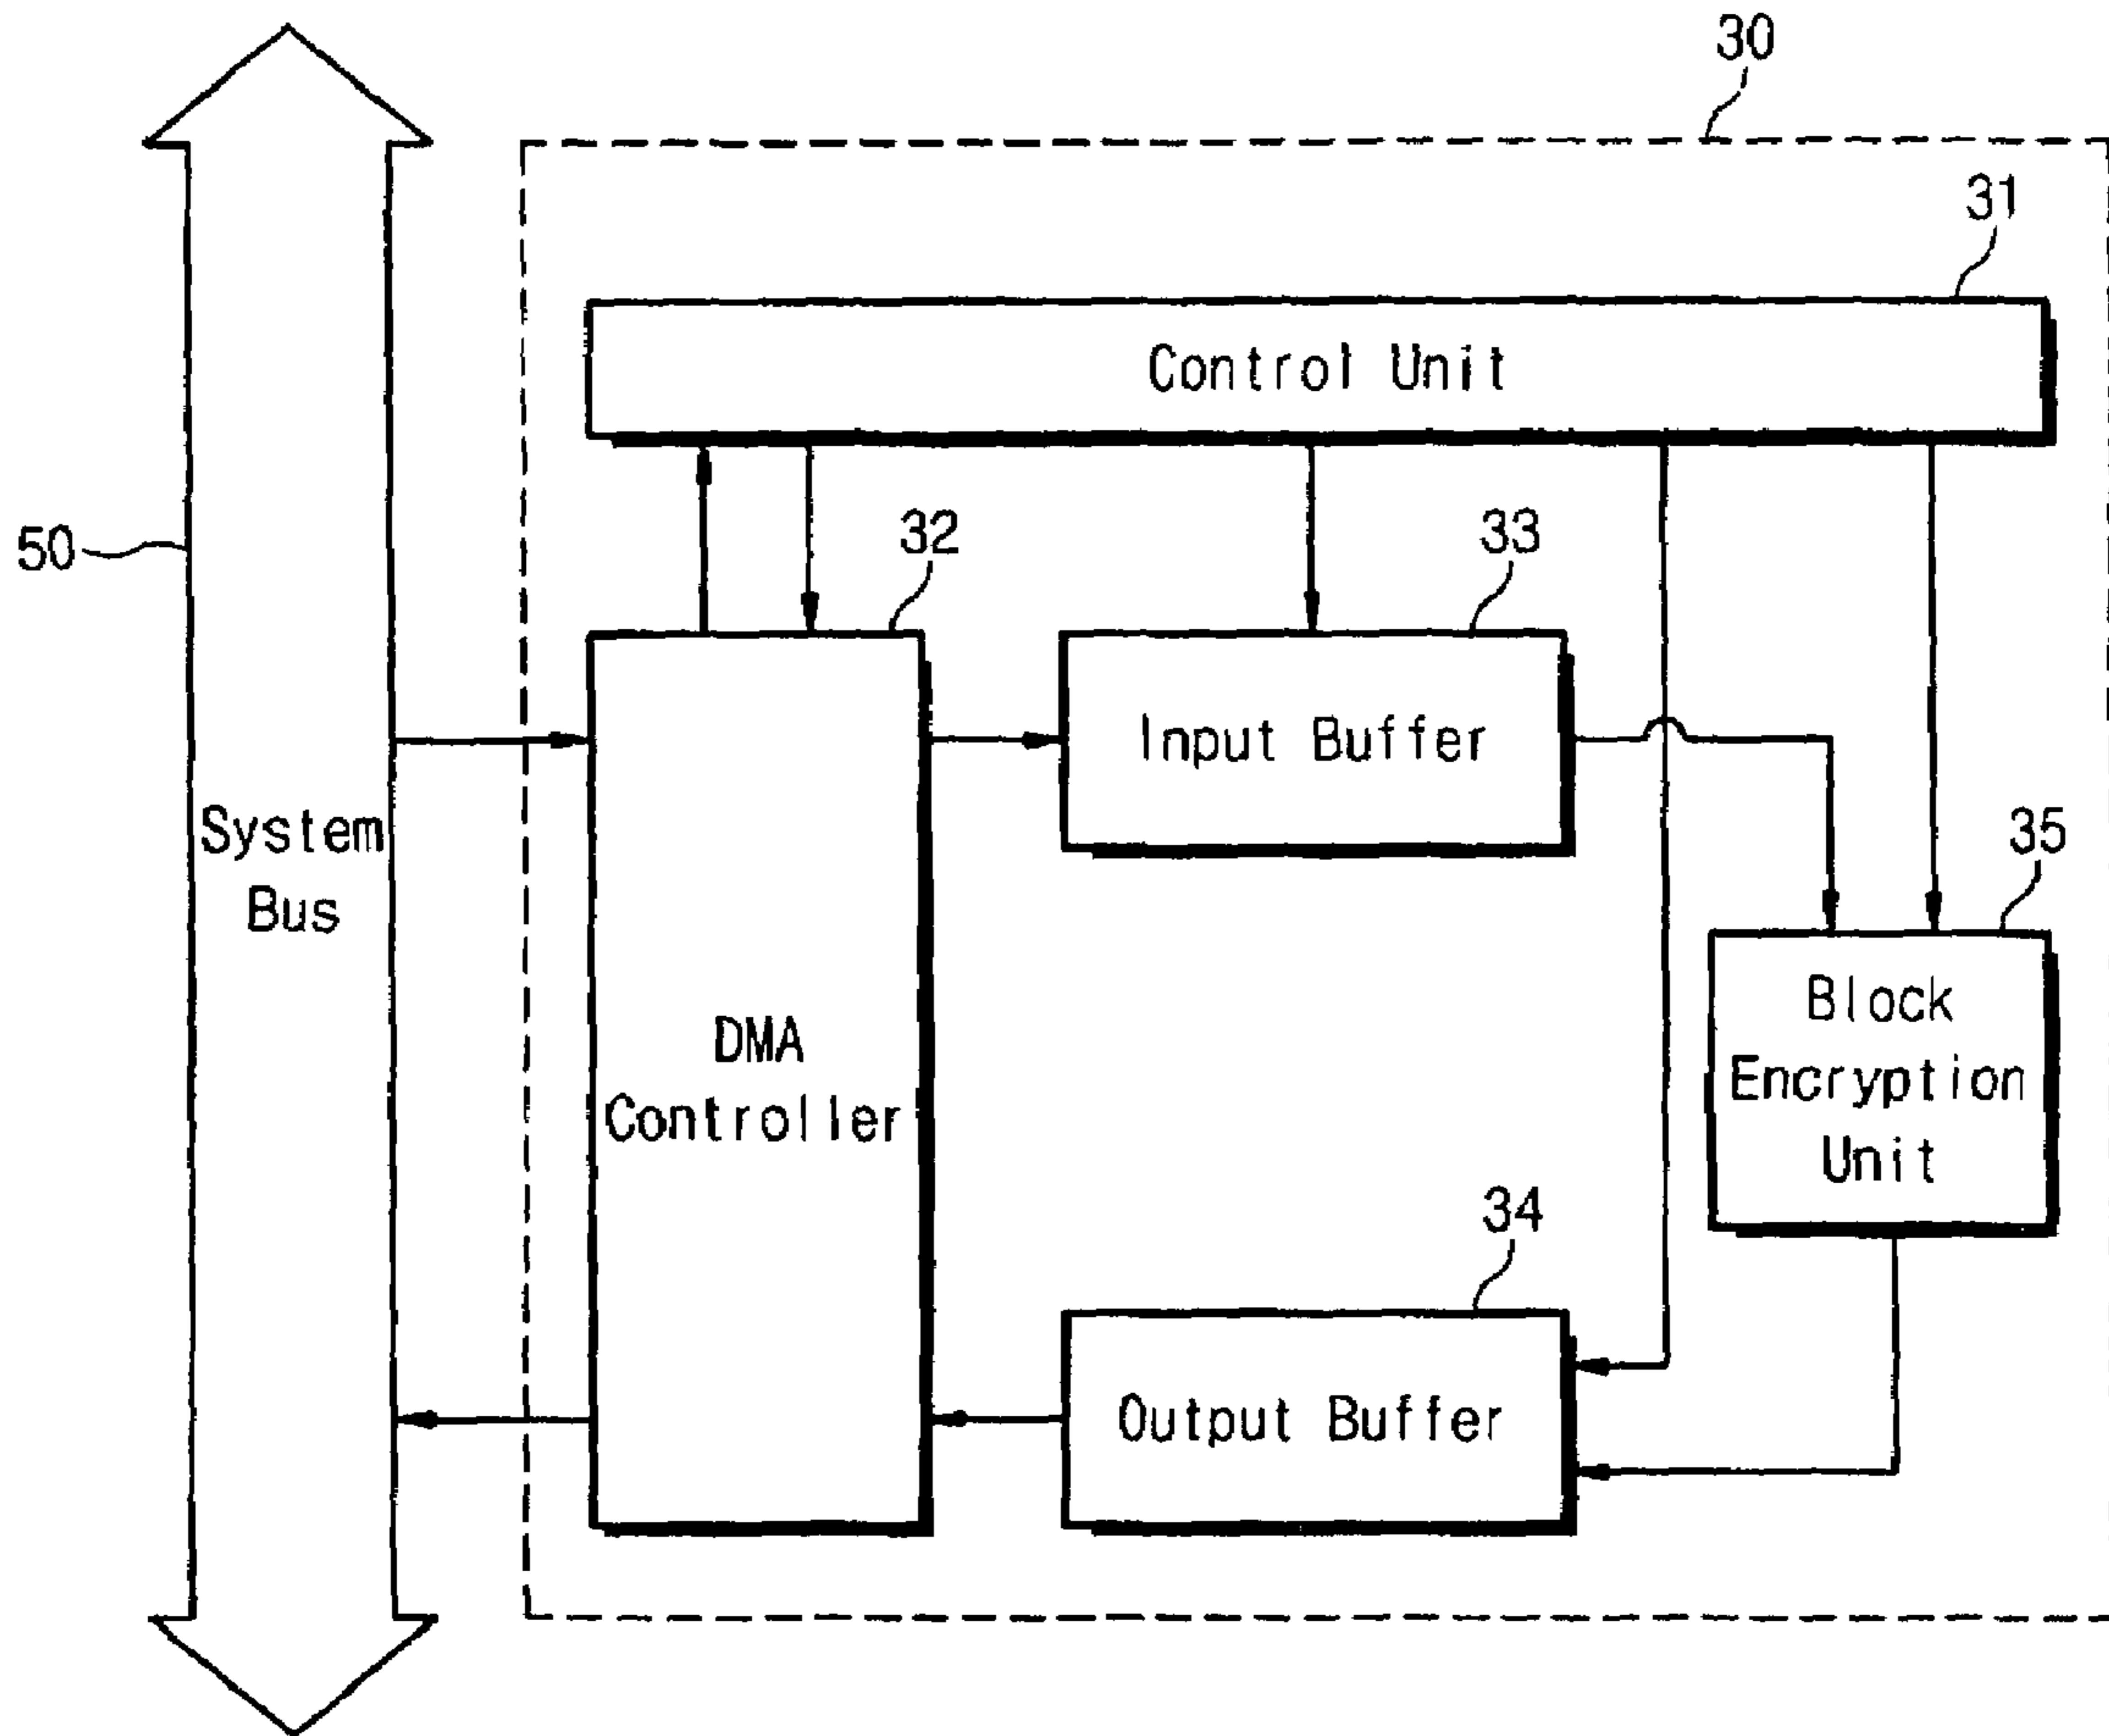 30
31
Control Unit
50
32
33
Input Buffer
System
Bus
35
Block
Encryption
Unit
DMA
Controller
34
Output Buffer